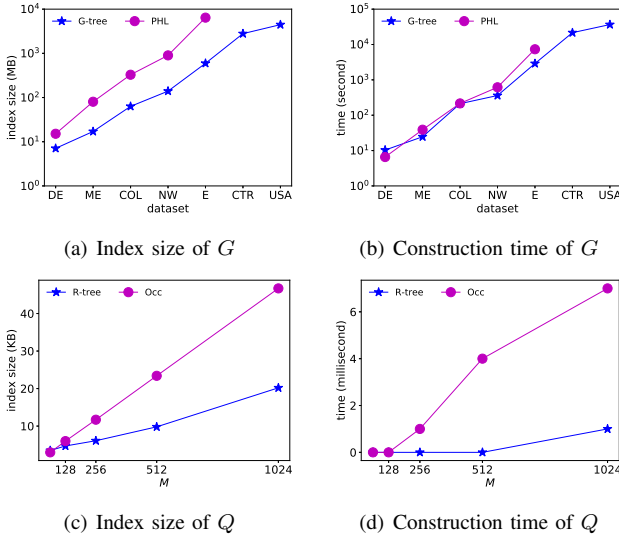 G-tree PHL
10^4
10^3
10^2
10^1
10^0
index size (MB)
DE ME COL NW E CTR USA
dataset
(a) Index size of G
G-tree PHL
10^5
10^4
10^3
10^2
10^1
10^0
time (second)
DE ME COL NW E CTR USA
dataset
(b) Construction time of G
R-tree Occ
40
30
20
10
index size (KB)
128 256 512 1024
M
(c) Index size of Q
R-tree Occ
6
4
2
0
time (millisecond)
128 256 512 1024
M
(d) Construction time of Q